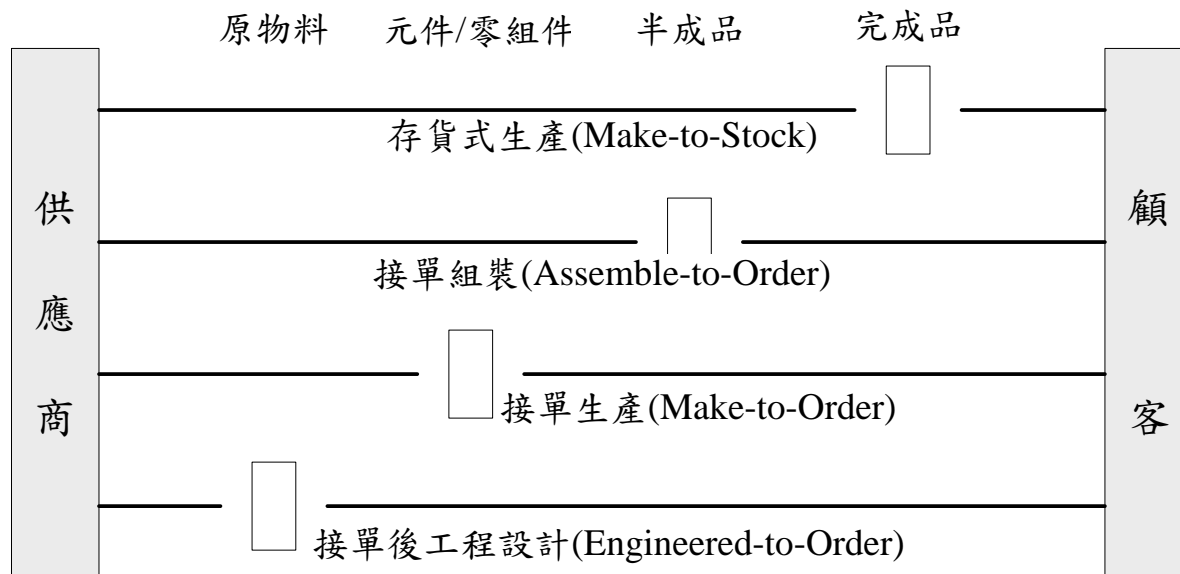 原物料 元件/零組件 半成品 完成品
存貨式生產(Make-to-Stock)
接單組裝(Assemble-to-Order)
接單生產(Make-to-Order)
接單後工程設計(Engineered-to-Order)
供應商
顧客